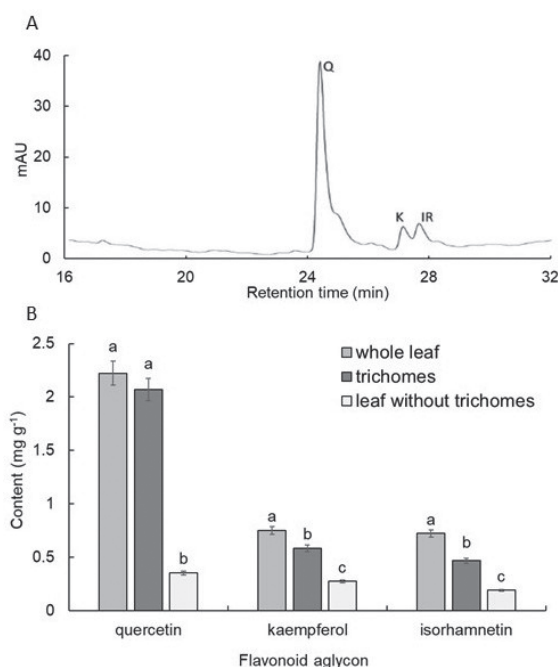 A
40
Q
30
mAU
20
10
K IR
0
16 20 24 28 32
Retention time (min)
B
2.5
a
a
whole leaf
trichomes
leaf without trichomes
2
Content (mg g⁻¹)
1.5
1
a
b
a
b
0.5
b
c
c
0
quercetin kaempferol isorhamnetin
Flavonoid aglycon